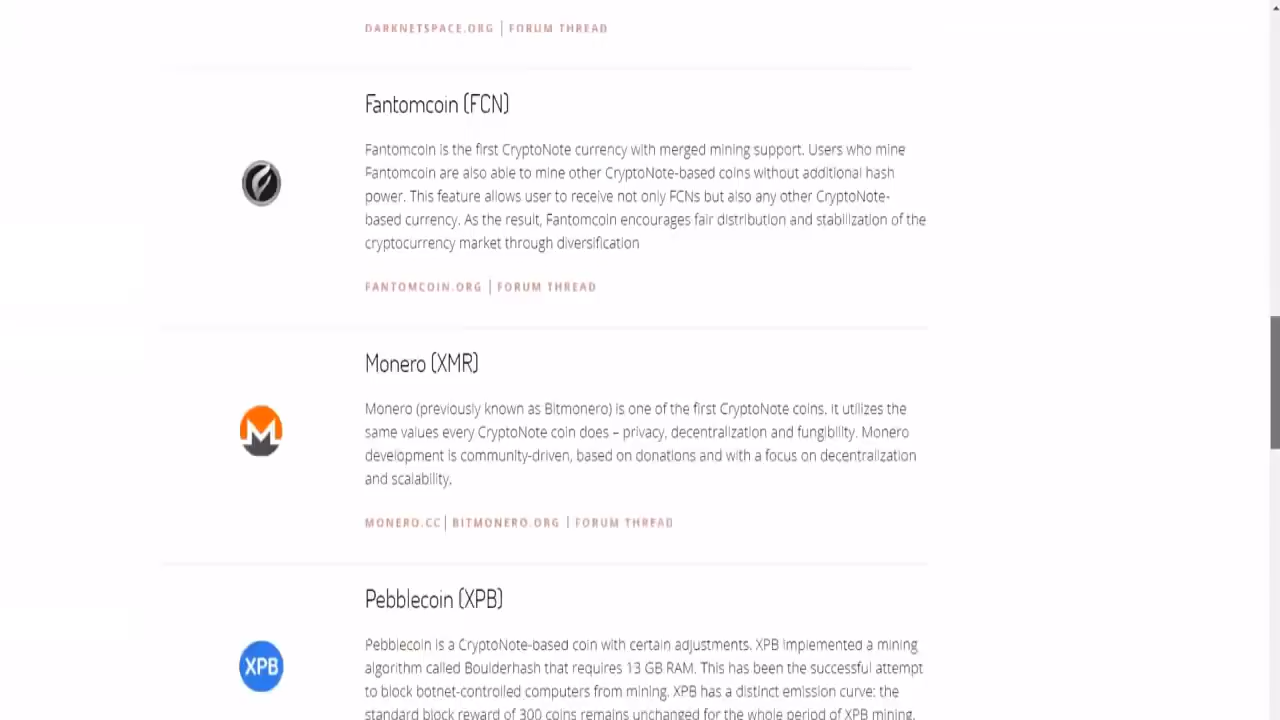 DARKNETSPACE.ORG | FORUM THREAD
Fantomcoin (FCN)
Fantomcoin is the first CryptoNote currency with merged mining support. Users who mine
Fantomcoin are also able to mine other CryptoNote-based coins without additional hash
power. This feature allows user to receive not only FCNs but also any other CryptoNote-
based currency. As the result, Fantomcoin encourages fair distribution and stabilization of the
cryptocurrency market through diversification
FANTOMCOIN.ORG | FORUM THREAD
Monero (XMR)
Monero (previously known as Bitmonero) is one of the first CryptoNote coins. It utilizes the
same values every CryptoNote coin does – privacy, decentralization and fungibility. Monero
development is community-driven, based on donations and with a focus on decentralization
and scalability.
MONERO.CC | BITMONERO.ORG | FORUM THREAD
Pebblecoin (XPB)
XPB
Pebblecoin is a CryptoNote-based coin with certain adjustments. XPB implemented a mining
algorithm called Boulderhash that requires 13 GB RAM. This has been the successful attempt
to block botnet-controlled computers from mining. XPB has a distinct emission curve: the
standard block reward of 300 coins remains unchanged for the whole period of XPB mining.